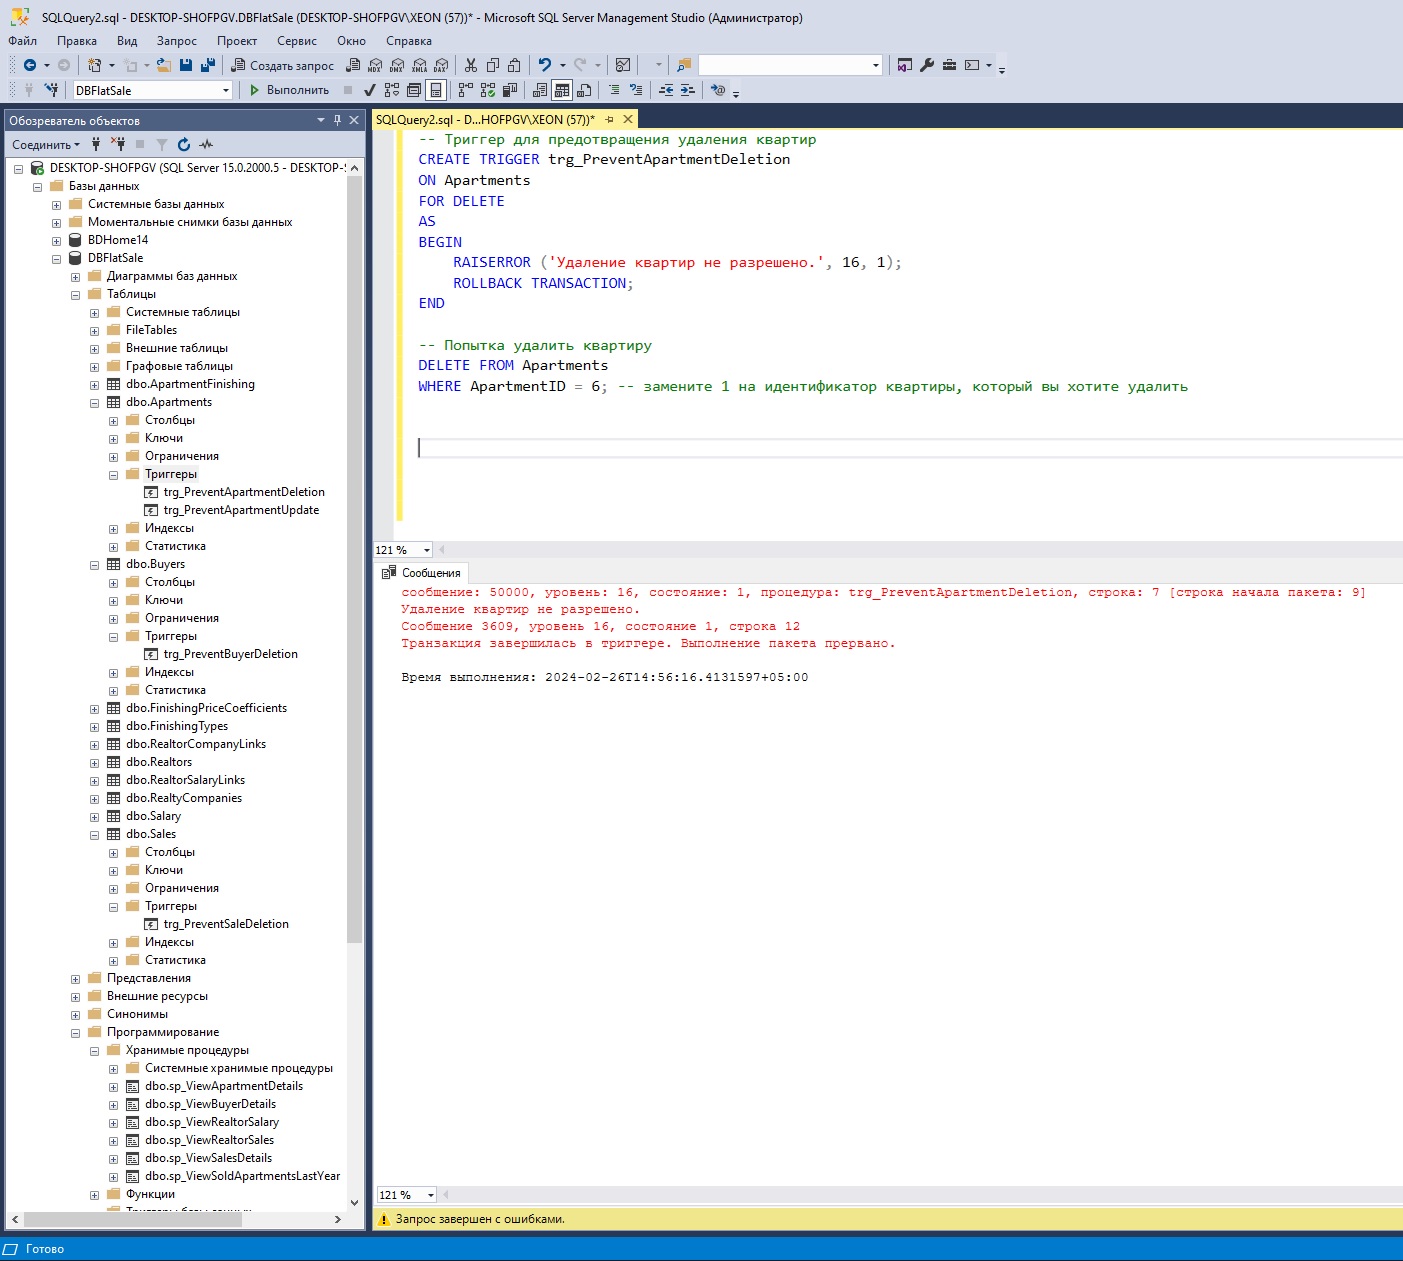 SQLQuery2.sql - DESKTOP-SHOFPGV.DBFlatSale (DESKTOP-SHOFPGV\XEON (57))* - Microsoft SQL Server Management Studio (Администратор)
Файл Правка Вид Запрос Проект Сервис Окно Справка
Создать запрос MDX DMX XMLA DAX
DBFlatSale Выполнить
Обозреватель объектов
Соединить
DESKTOP-SHOFPGV (SQL Server 15.0.2000.5 - DESKTOP-
Базы данных
Системные базы данных
Моментальные снимки базы данных
BDHome14
DBFlatSale
Диаграммы баз данных
Таблицы
Системные таблицы
FileTables
Внешние таблицы
Графовые таблицы
dbo.ApartmentFinishing
dbo.Apartments
Столбцы
Ключи
Ограничения
Триггеры
trg_PreventApartmentDeletion
trg_PreventApartmentUpdate
Индексы
Статистика
dbo.Buyers
Столбцы
Ключи
Ограничения
Триггеры
trg_PreventBuyerDeletion
Индексы
Статистика
dbo.FinishingPriceCoefficients
dbo.FinishingTypes
dbo.RealtorCompanyLinks
dbo.Realtors
dbo.RealtorSalaryLinks
dbo.RealtyCompanies
dbo.Salary
dbo.Sales
Столбцы
Ключи
Ограничения
Триггеры
trg_PreventSaleDeletion
Индексы
Статистика
Представления
Внешние ресурсы
Синонимы
Программирование
Хранимые процедуры
Системные хранимые процедуры
dbo.sp_ViewApartmentDetails
dbo.sp_ViewBuyerDetails
dbo.sp_ViewRealtorSalary
dbo.sp_ViewRealtorSales
dbo.sp_ViewSalesDetails
dbo.sp_ViewSoldApartmentsLastYear
Функции
SQLQuery2.sql - D...HOFPGV\XEON (57))*
-- Триггер для предотвращения удаления квартир
CREATE TRIGGER trg_PreventApartmentDeletion
ON Apartments
FOR DELETE
AS
BEGIN
RAISERROR ('Удаление квартир не разрешено.', 16, 1);
ROLLBACK TRANSACTION;
END
-- Попытка удалить квартиру
DELETE FROM Apartments
WHERE ApartmentID = 6; -- замените 1 на идентификатор квартиры, который вы хотите удалить
121 %
Сообщения
сообщение: 50000, уровень: 16, состояние: 1, процедура: trg_PreventApartmentDeletion, строка: 7 [строка начала пакета: 9]
Удаление квартир не разрешено.
Сообщение 3609, уровень 16, состояние 1, строка 12
Транзакция завершилась в триггере. Выполнение пакета прервано.
Время выполнения: 2024-02-26T14:56:16.4131597+05:00
121 %
Запрос завершен с ошибками.
Готово